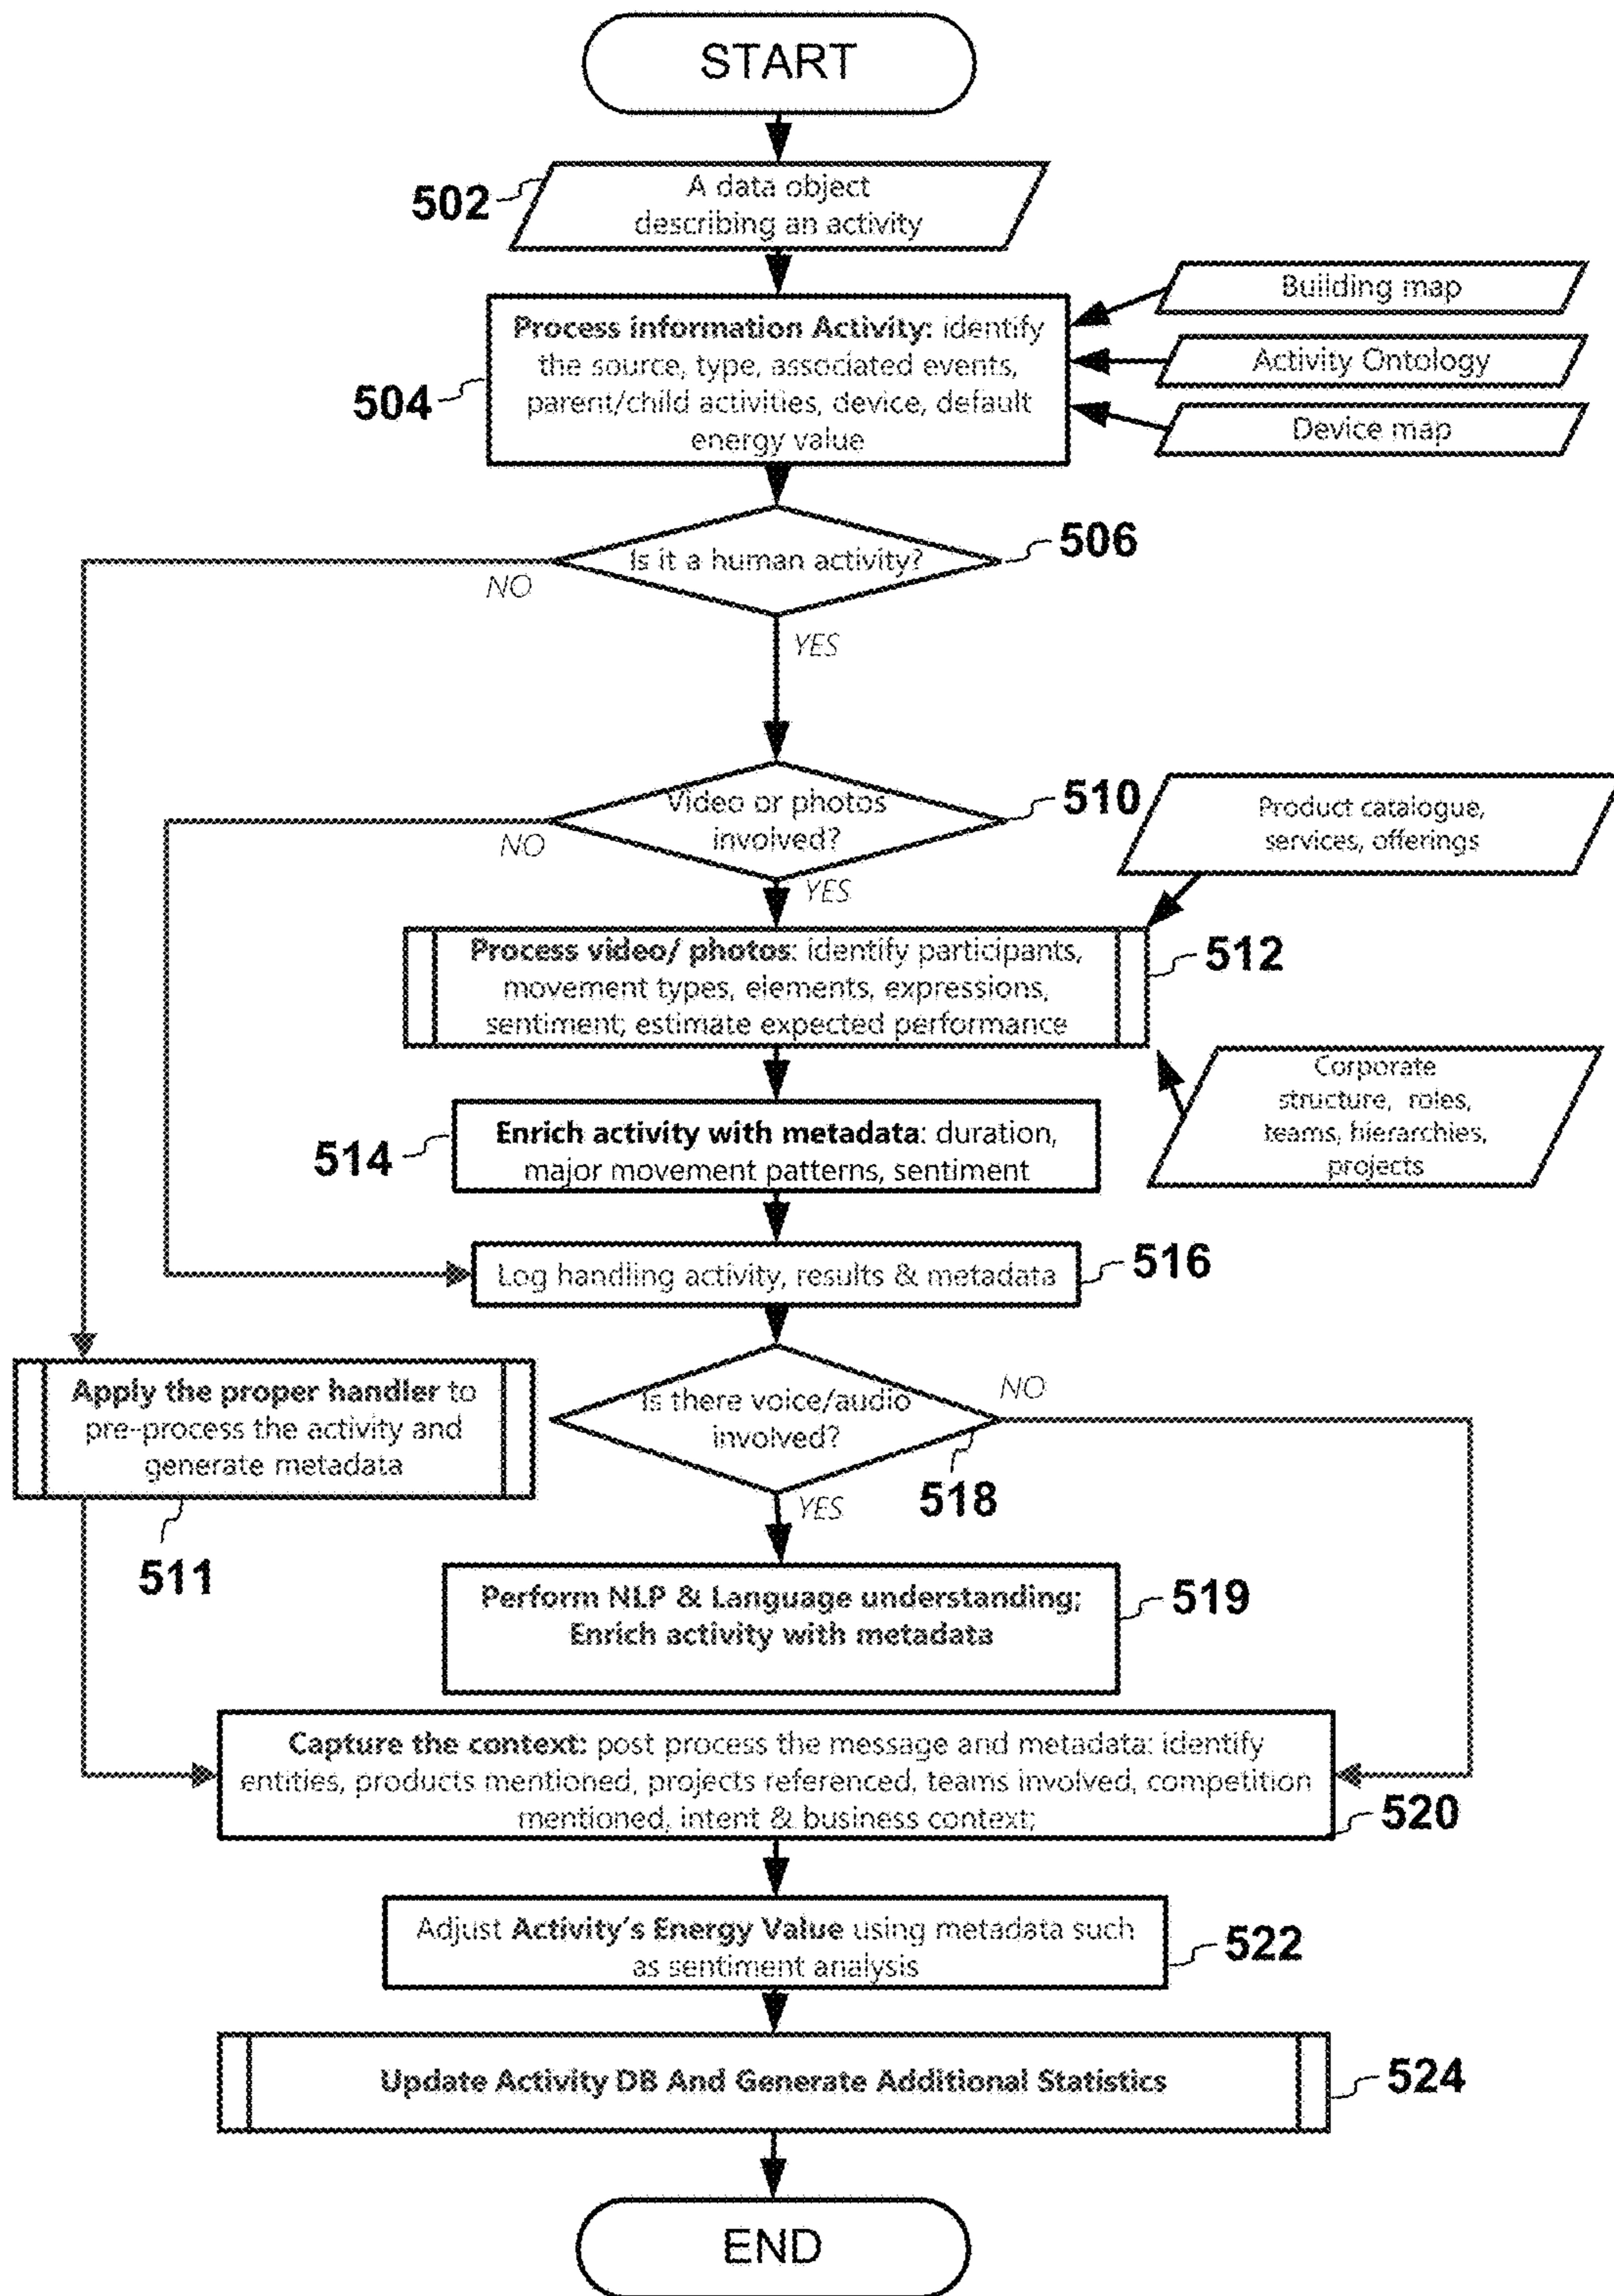 START
502
A data object
describing an activity
Building map
Process information Activity: identify
the source, type, associated events,
parent/child activities, device, default
energy value
Activity Ontology
504
Device map
506
Is it a human activity?
NO
YES
510
Video or photos
involved?
Product catalogue,
services, offerings
NO
YES
Process video/ photos: identify participants,
movement types, elements, expressions,
sentiment; estimate expected performance
512
Corporate
structure, roles,
teams, hierarchies,
projects
514
Enrich activity with metadata: duration,
major movement patterns, sentiment
516
Log handling activity, results & metadata
Apply the proper handler to
pre-process the activity and
generate metadata
Is there voice/audio
involved?
NO
518
YES
511
Perform NLP & Language understanding;
Enrich activity with metadata
519
Capture the context: post process the message and metadata: identify
entities, products mentioned, projects referenced, teams involved, competition
mentioned, intent & business context;
520
Adjust Activity's Energy Value using metadata such
as sentiment analysis
522
Update Activity DB And Generate Additional Statistics
524
END